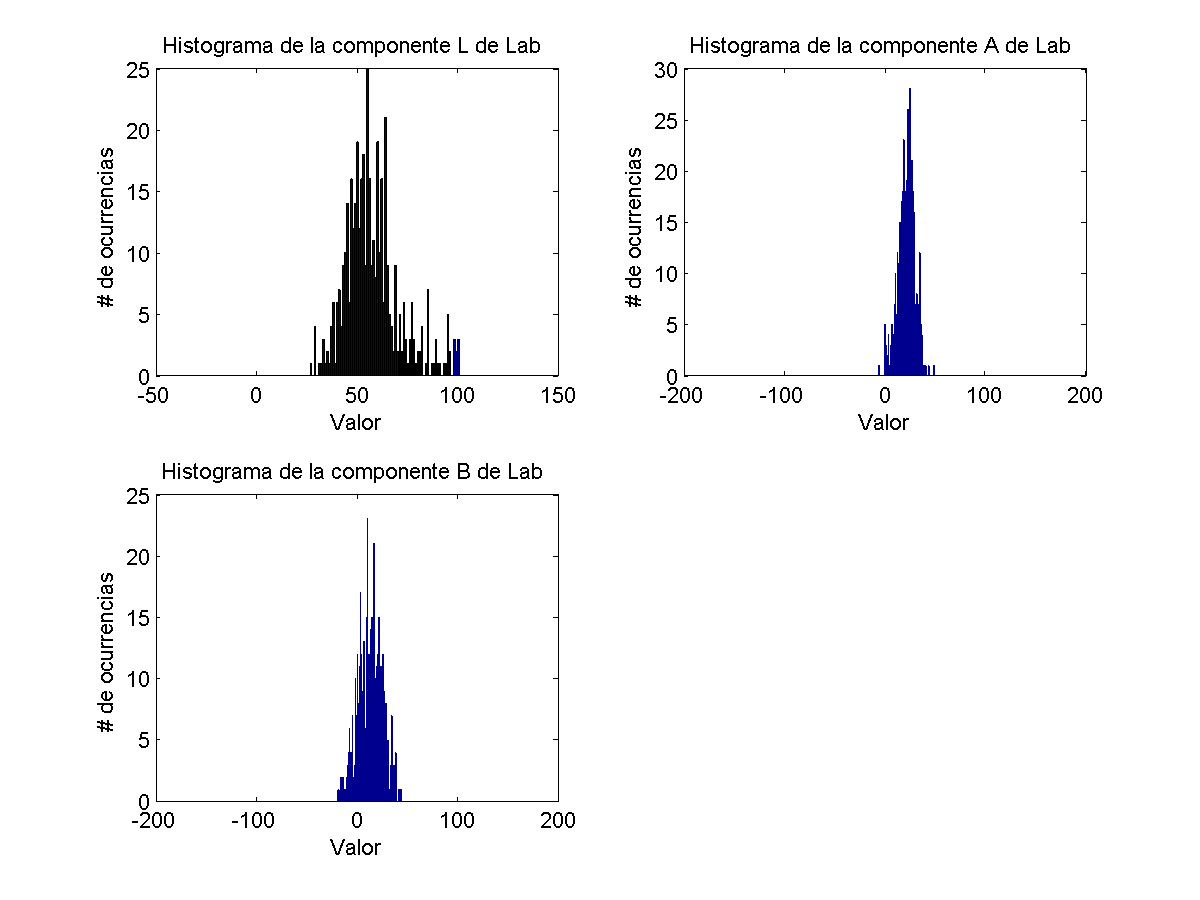 Histograma de la componente L de Lab
25
20
15
10
5
0
-50 0 50 100 150
# de ocurrencias
Valor
Histograma de la componente A de Lab
30
25
20
15
10
5
0
-200 -100 0 100 200
# de ocurrencias
Valor
Histograma de la componente B de Lab
25
20
15
10
5
0
-200 -100 0 100 200
# de ocurrencias
Valor